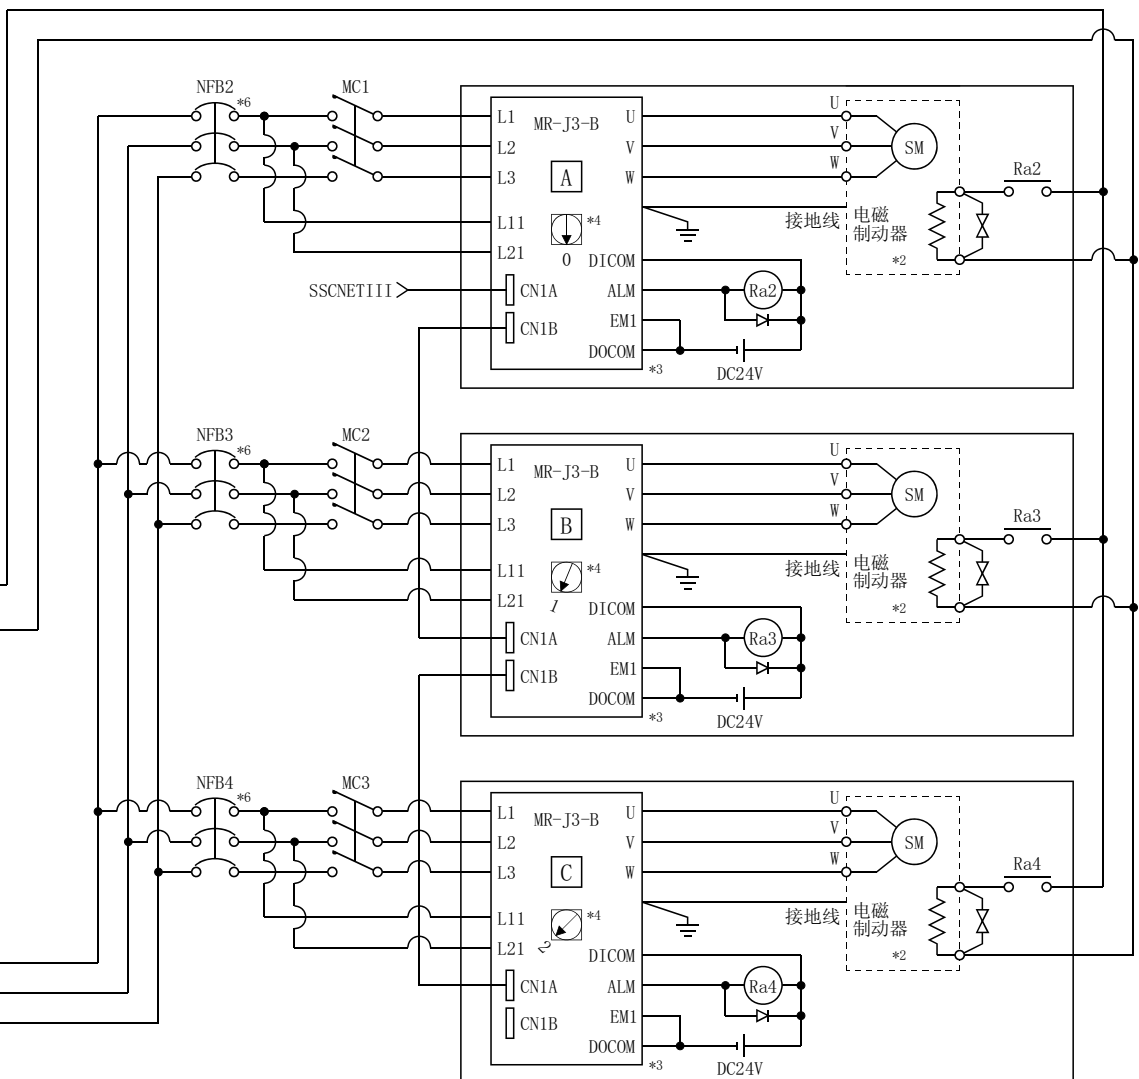 NFB2
*6
MC1
L1
MR-J3-B
U
U
L2
V
V
SM
L3
A
W
W
Ra2
L11
*4
接地线
电磁
制动器
L21
0
DICOM
*2
SSCNETIII
CN1A
ALM
Ra2
CN1B
EM1
DOCOM
*3
DC24V
NFB3
*6
MC2
L1
MR-J3-B
U
U
L2
V
V
SM
L3
B
W
W
Ra3
L11
*4
接地线
电磁
制动器
L21
1
DICOM
*2
CN1A
ALM
Ra3
CN1B
EM1
DOCOM
*3
DC24V
NFB4
*6
MC3
L1
MR-J3-B
U
U
L2
V
V
SM
L3
C
W
W
Ra4
L11
*4
接地线
电磁
制动器
L21
2
DICOM
*2
CN1A
ALM
Ra4
CN1B
EM1
DOCOM
*3
DC24V